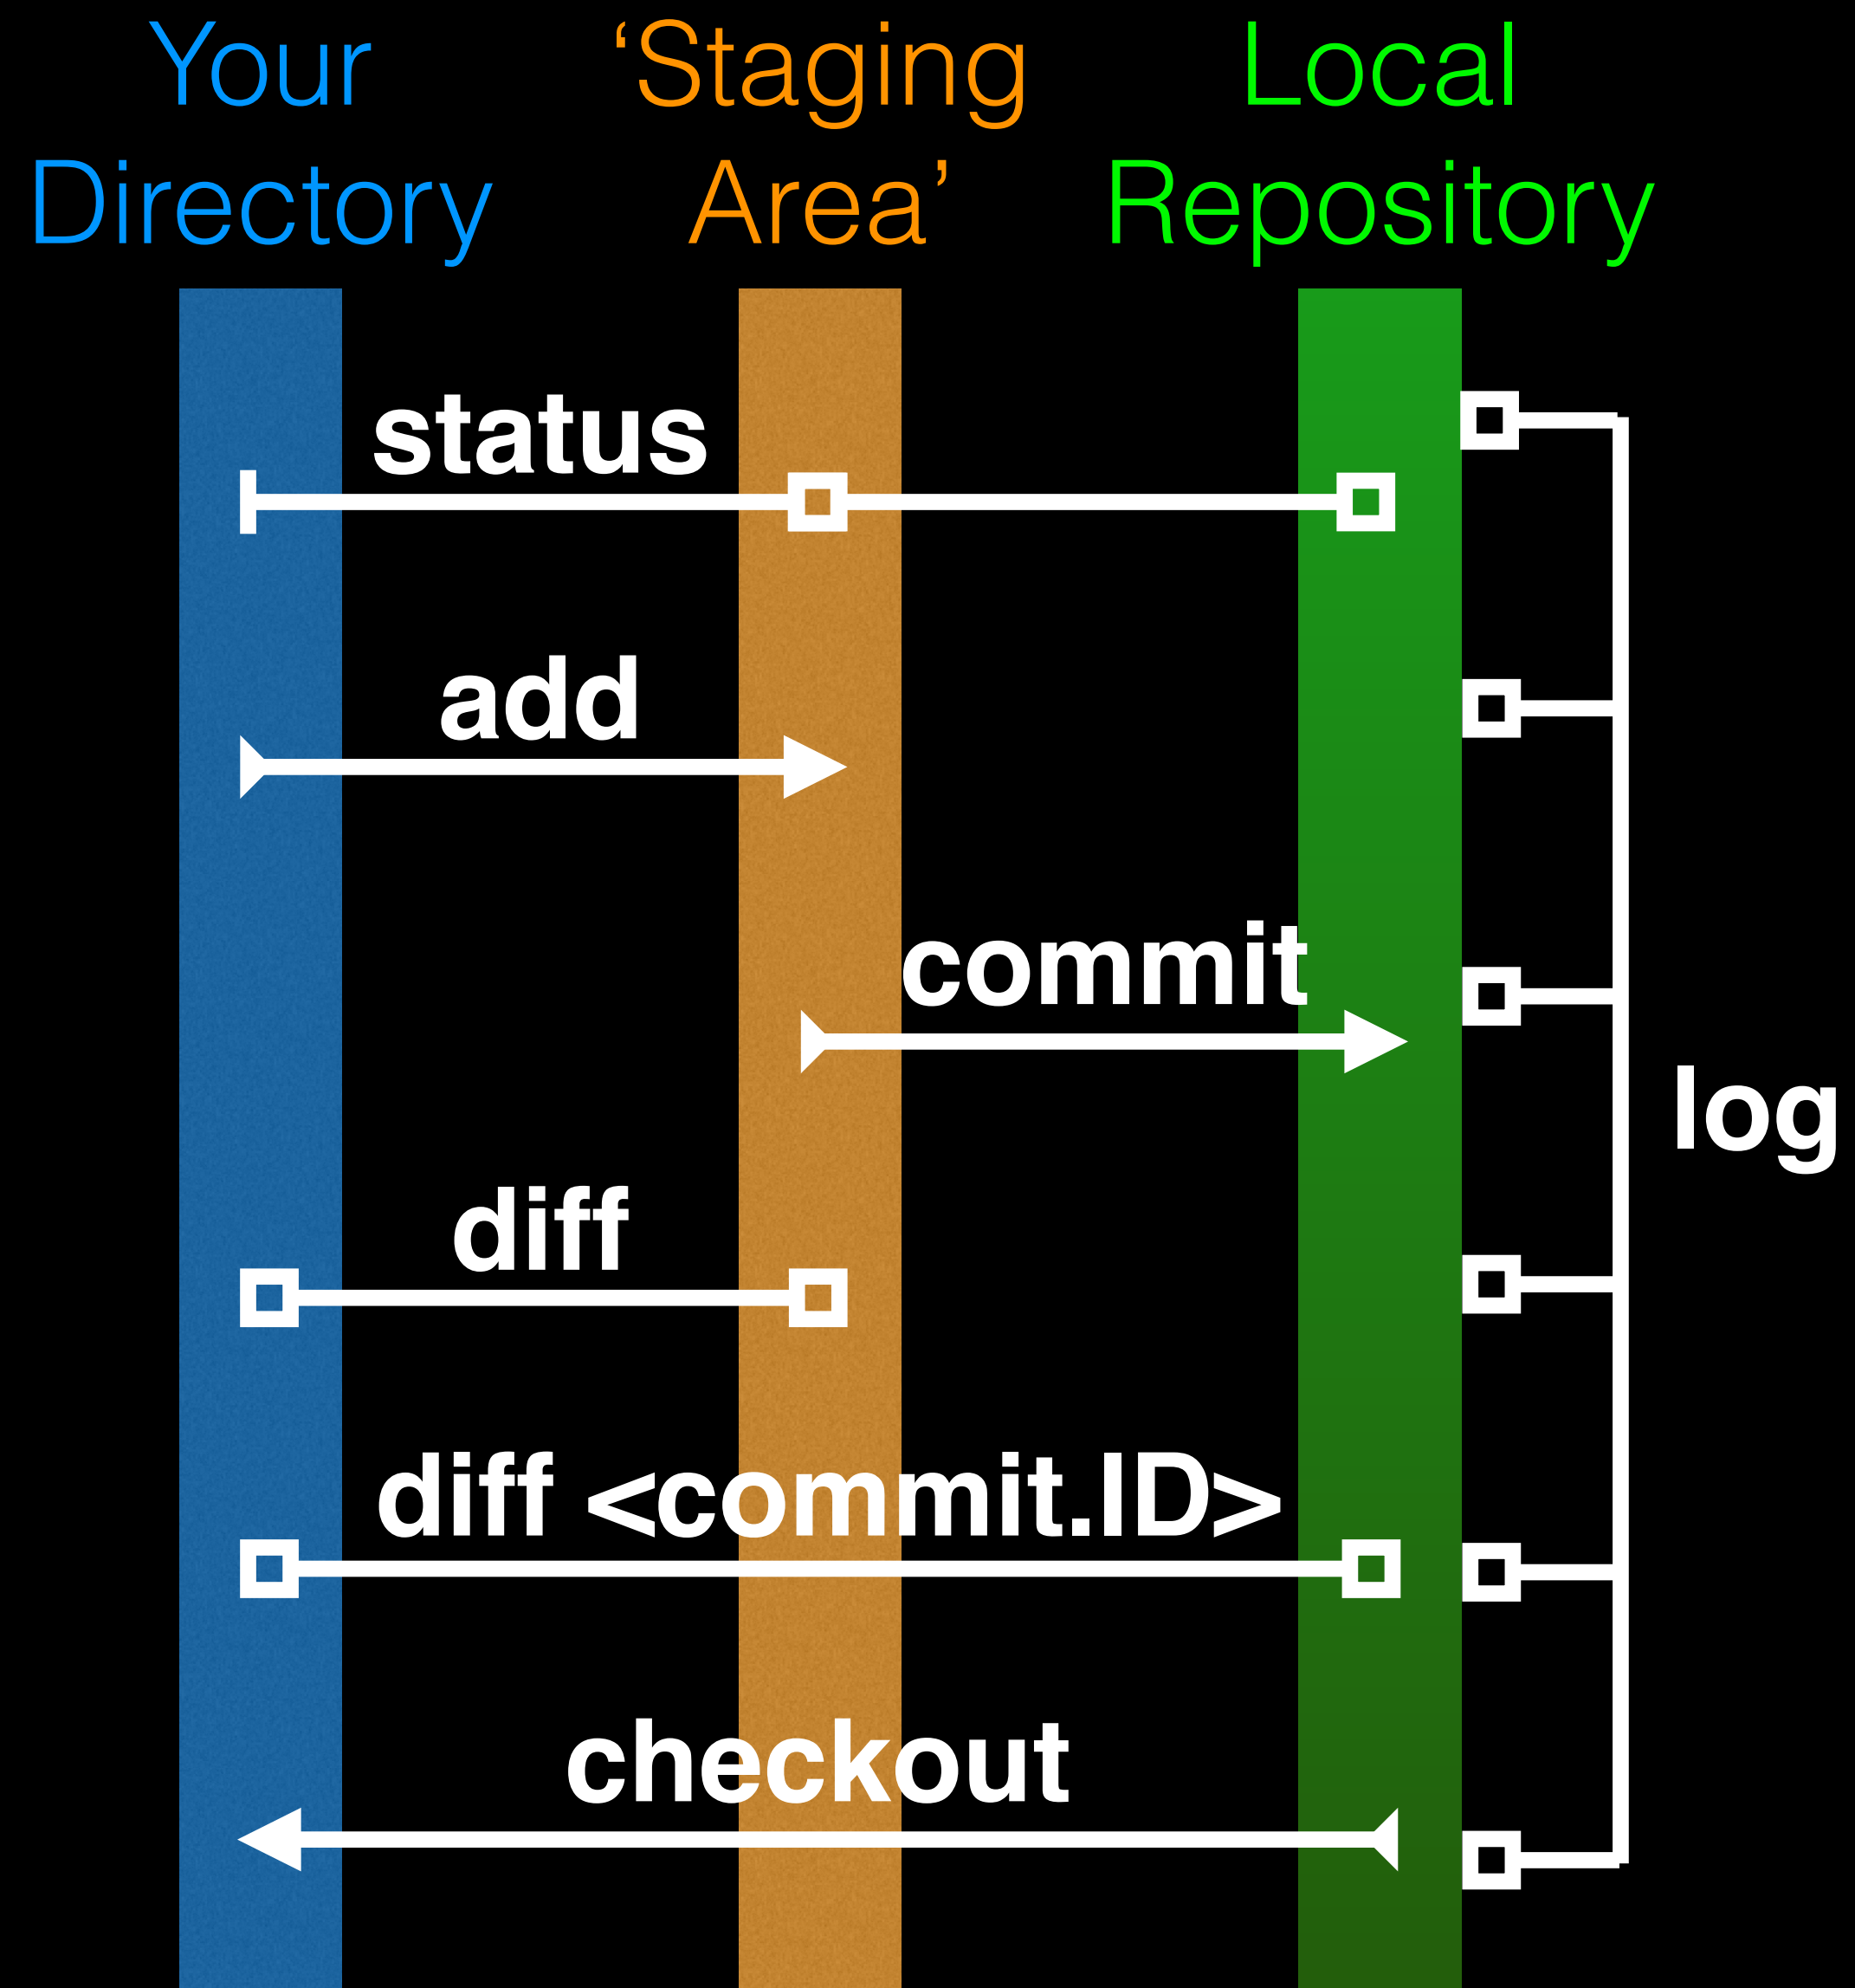 Your
Directory
‘Staging
Area’
Local
Repository
status
add
commit
log
diff
diff <commit.ID>
checkout